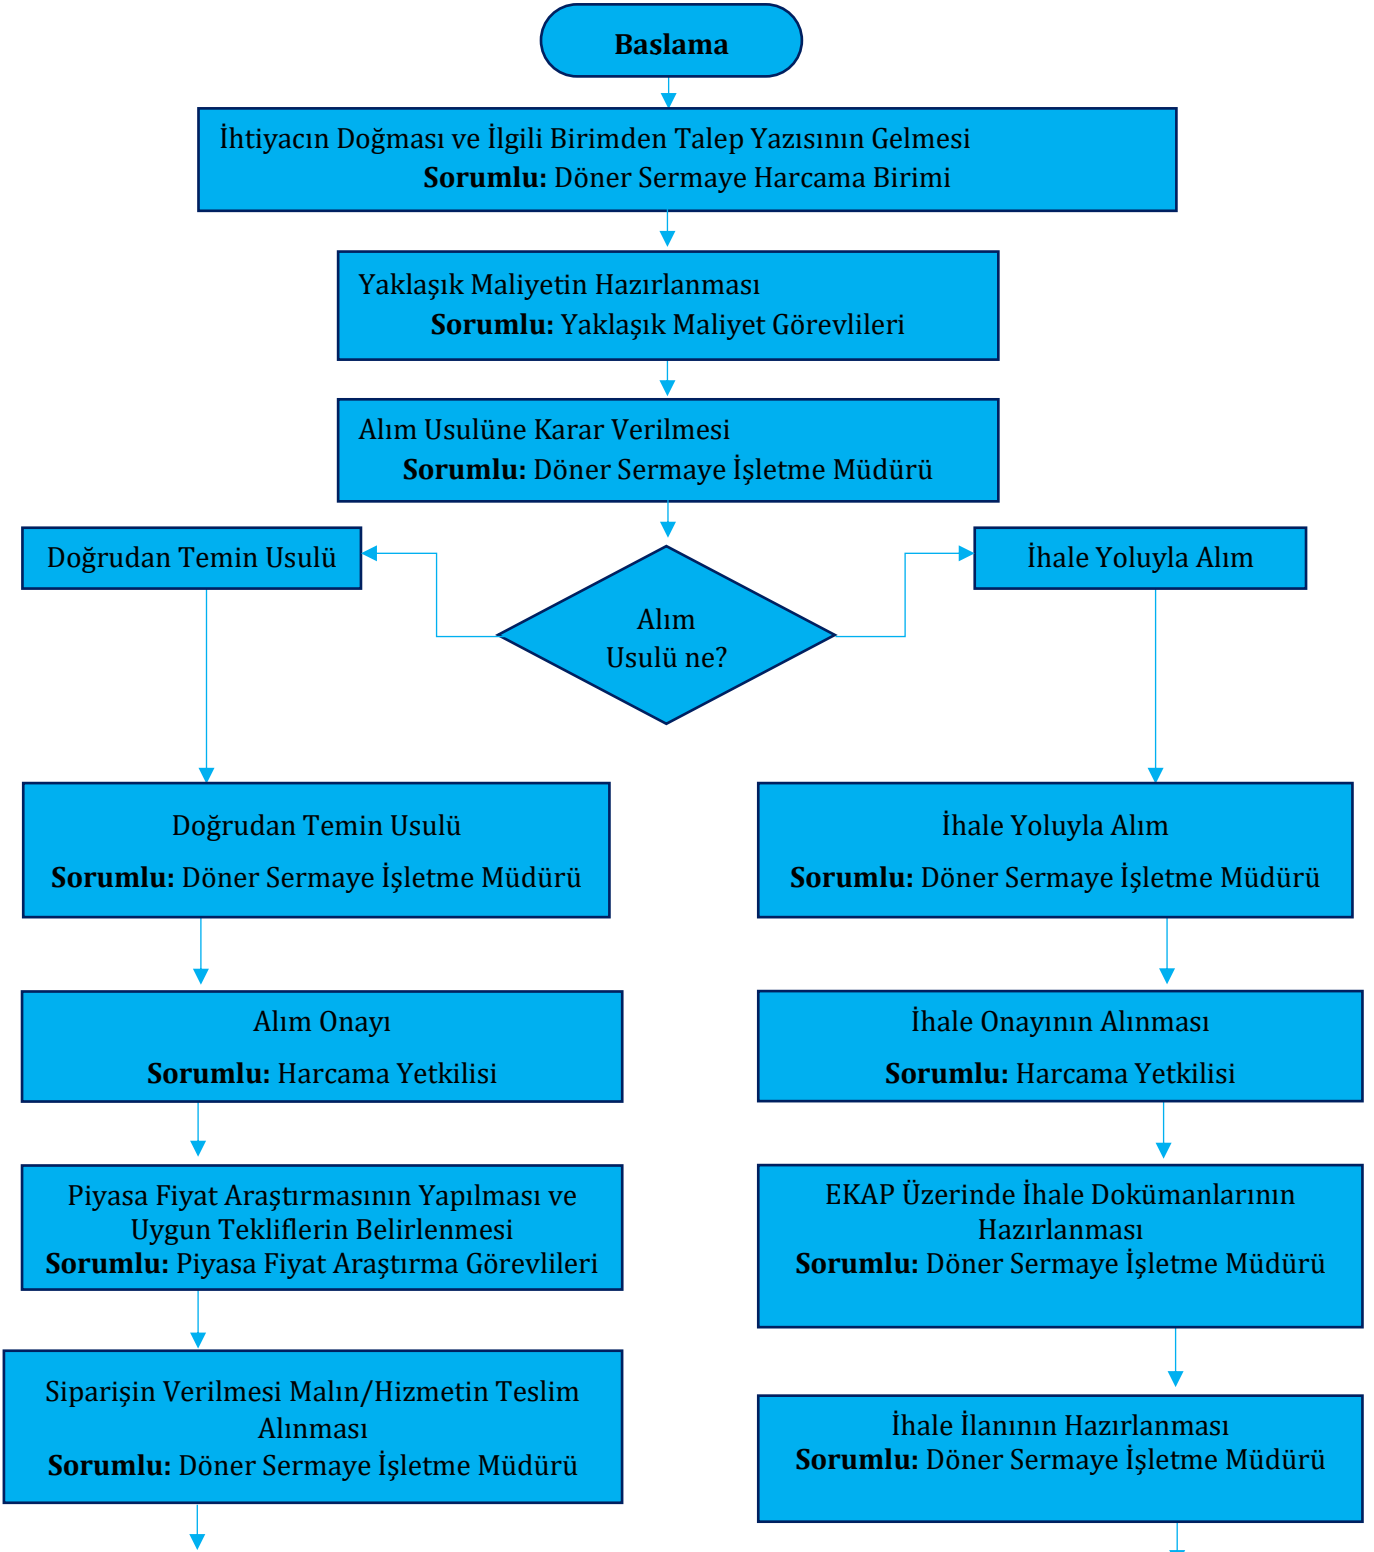 Baslama
İhtiyacın Doğması ve İlgili Birimden Talep Yazısının Gelmesi
Sorumlu: Döner Sermaye Harcama Birimi
Yaklaşık Maliyetin Hazırlanması
Sorumlu: Yaklaşık Maliyet Görevlileri
Alım Usulüne Karar Verilmesi
Sorumlu: Döner Sermaye İşletme Müdürü
Doğrudan Temin Usulü
İhale Yoluyla Alım
Alım
Usulü ne?
Doğrudan Temin Usulü
Sorumlu: Döner Sermaye İşletme Müdürü
İhale Yoluyla Alım
Sorumlu: Döner Sermaye İşletme Müdürü
Alım Onayı
Sorumlu: Harcama Yetkilisi
İhale Onayının Alınması
Sorumlu: Harcama Yetkilisi
Piyasa Fiyat Araştırmasının Yapılması ve
Uygun Tekliflerin Belirlenmesi
Sorumlu: Piyasa Fiyat Araştırma Görevlileri
EKAP Üzerinde İhale Dokümanlarının
Hazırlanması
Sorumlu: Döner Sermaye İşletme Müdürü
Siparişin Verilmesi Malın/Hizmetin Teslim
Alınması
Sorumlu: Döner Sermaye İşletme Müdürü
İhale İlanının Hazırlanması
Sorumlu: Döner Sermaye İşletme Müdürü